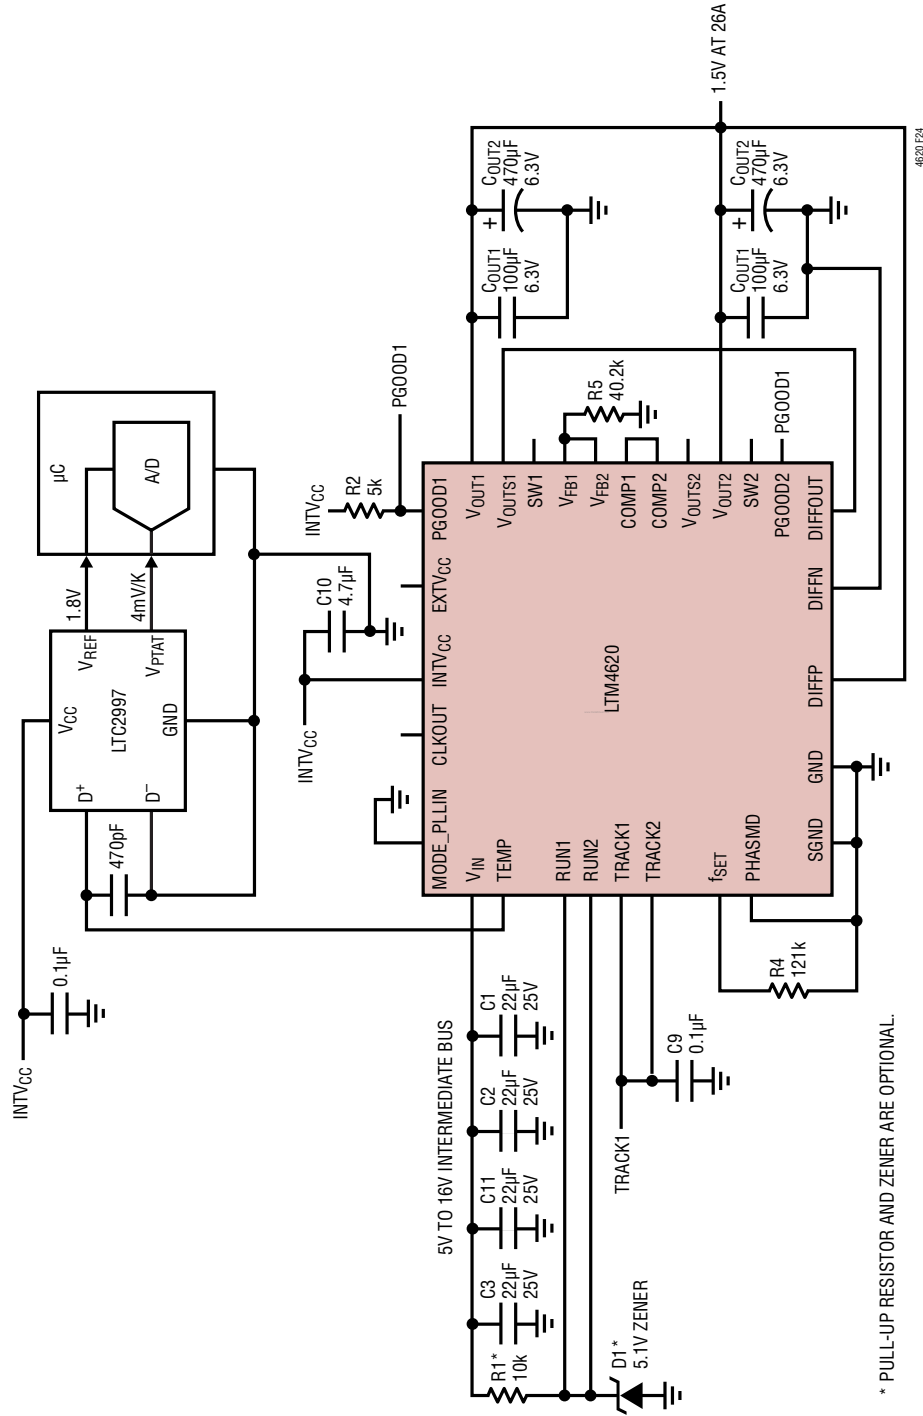 INTVCC
0.1µF
470pF
VCC
D+
D–
LTC2997
GND
VREF
VPTAT
1.8V
4mV/K
µC
A/D
INTVCC
C10
4.7µF
INTVCC
R2
5k
PGOOD1
MODE_PLLIN
CLKOUT
INTVCC
EXTVCC
PGOOD1
5V TO 16V INTERMEDIATE BUS
R1*
10k
C3
22µF
25V
C11
22µF
25V
C2
22µF
25V
C1
22µF
25V
D1*
5.1V ZENER
TRACK1
C9
0.1µF
R4
121k
VIN
TEMP
RUN1
RUN2
TRACK1
TRACK2
fSET
PHASMD
LTM4620
VOUT1
VOUTS1
SW1
VFB1
VFB2
COMP1
COMP2
VOUTS2
VOUT2
SW2
PGOOD2
SGND
GND
DIFFP
DIFFN
DIFFOUT
R5
40.2k
PGOOD1
COUT1
100µF
6.3V
COUT2
470µF
6.3V
+
COUT1
100µF
6.3V
COUT2
470µF
6.3V
+
1.5V AT 26A
* PULL-UP RESISTOR AND ZENER ARE OPTIONAL.
4620 F24